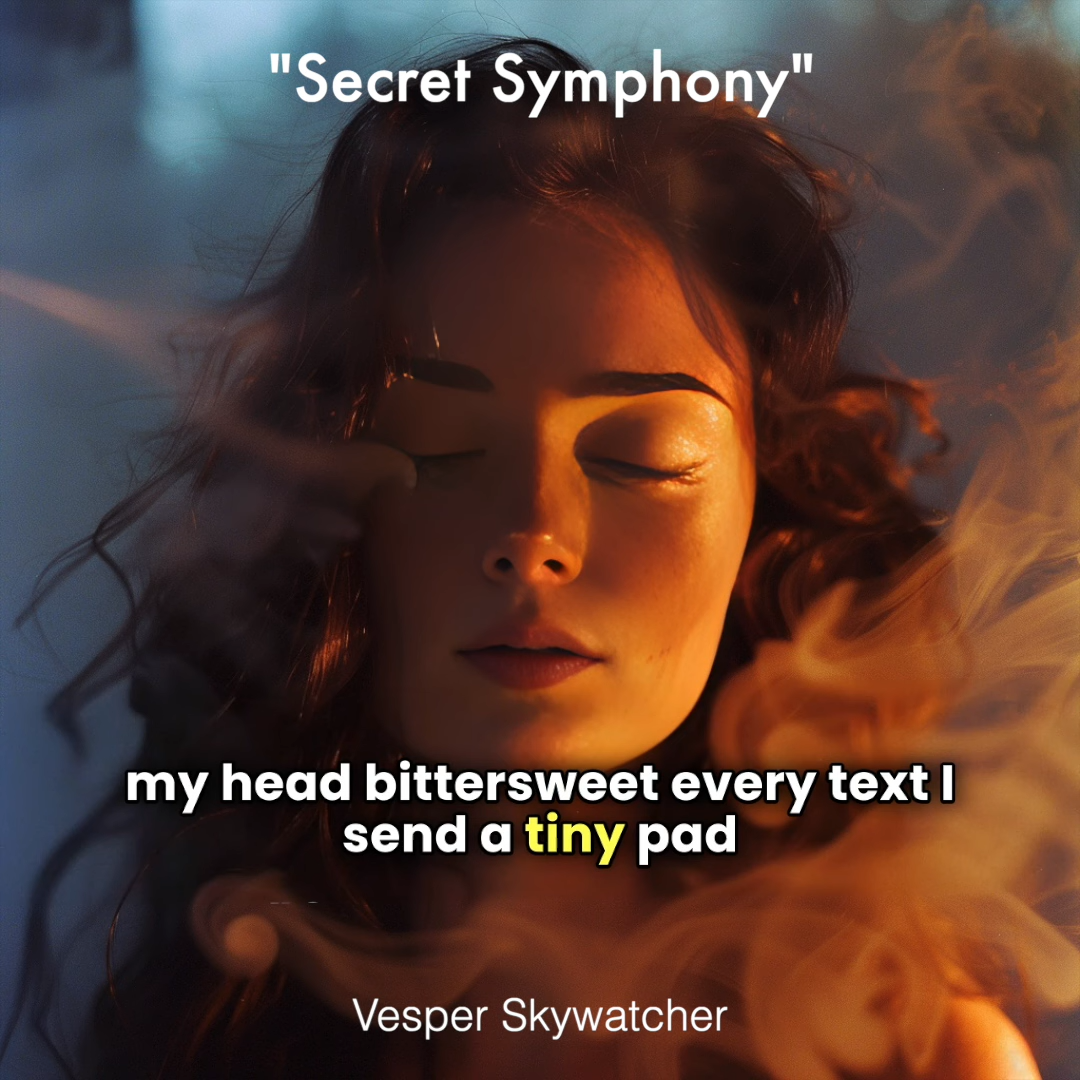 "Secret Symphony"
my head bittersweet every text I
send a tiny pad
Vesper Skywatcher